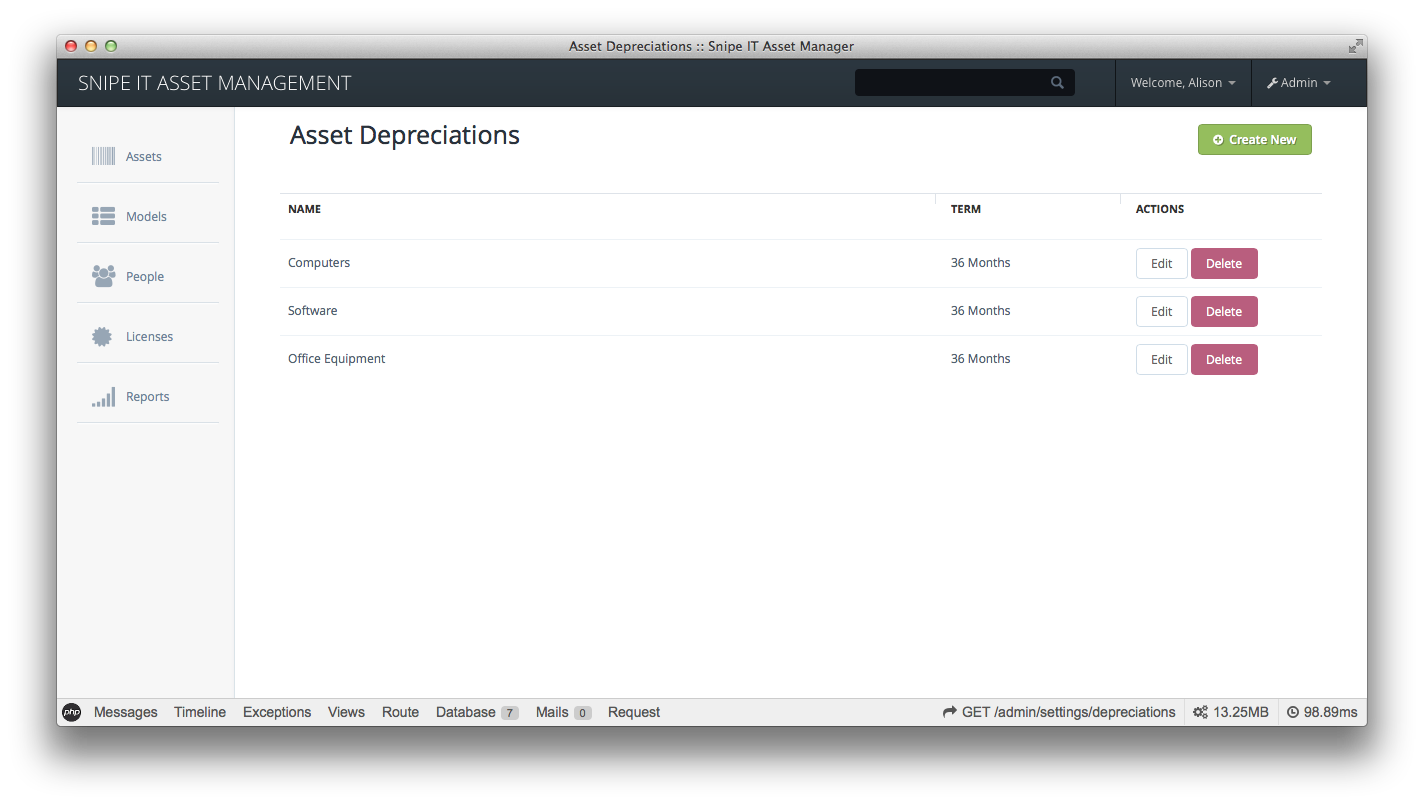 Asset Depreciations :: Snipe IT Asset Manager
SNIPE IT ASSET MANAGEMENT
Welcome, Alison
Admin
Assets
Models
People
Licenses
Reports
Asset Depreciations
Create New
NAME TERM ACTIONS
Computers 36 Months Edit Delete
Software 36 Months Edit Delete
Office Equipment 36 Months Edit Delete
php Messages Timeline Exceptions Views Route Database 7 Mails 0 Request GET /admin/settings/depreciations 13.25MB 98.89ms